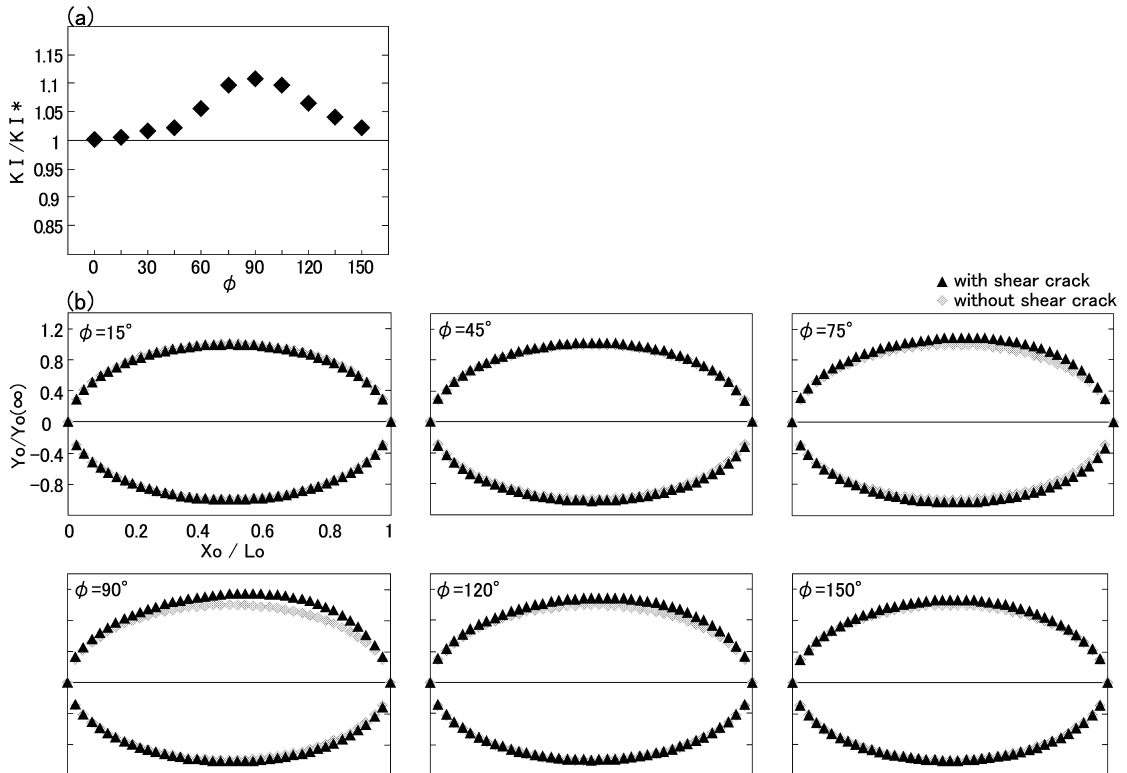 (a)
1.15
1.1
1.05
1
0.95
0.9
0.85
KⅠ/KⅠ*
0 30 60 90 120 150
φ
(b)
▲ with shear crack
without shear crack
φ=15° φ=45° φ=75°
1.2
0.8
0.4
0
-0.4
-0.8
Yo/Yo(∞)
0 0.2 0.4 0.6 0.8 1
Xo / Lo
φ=90° φ=120° φ=150°